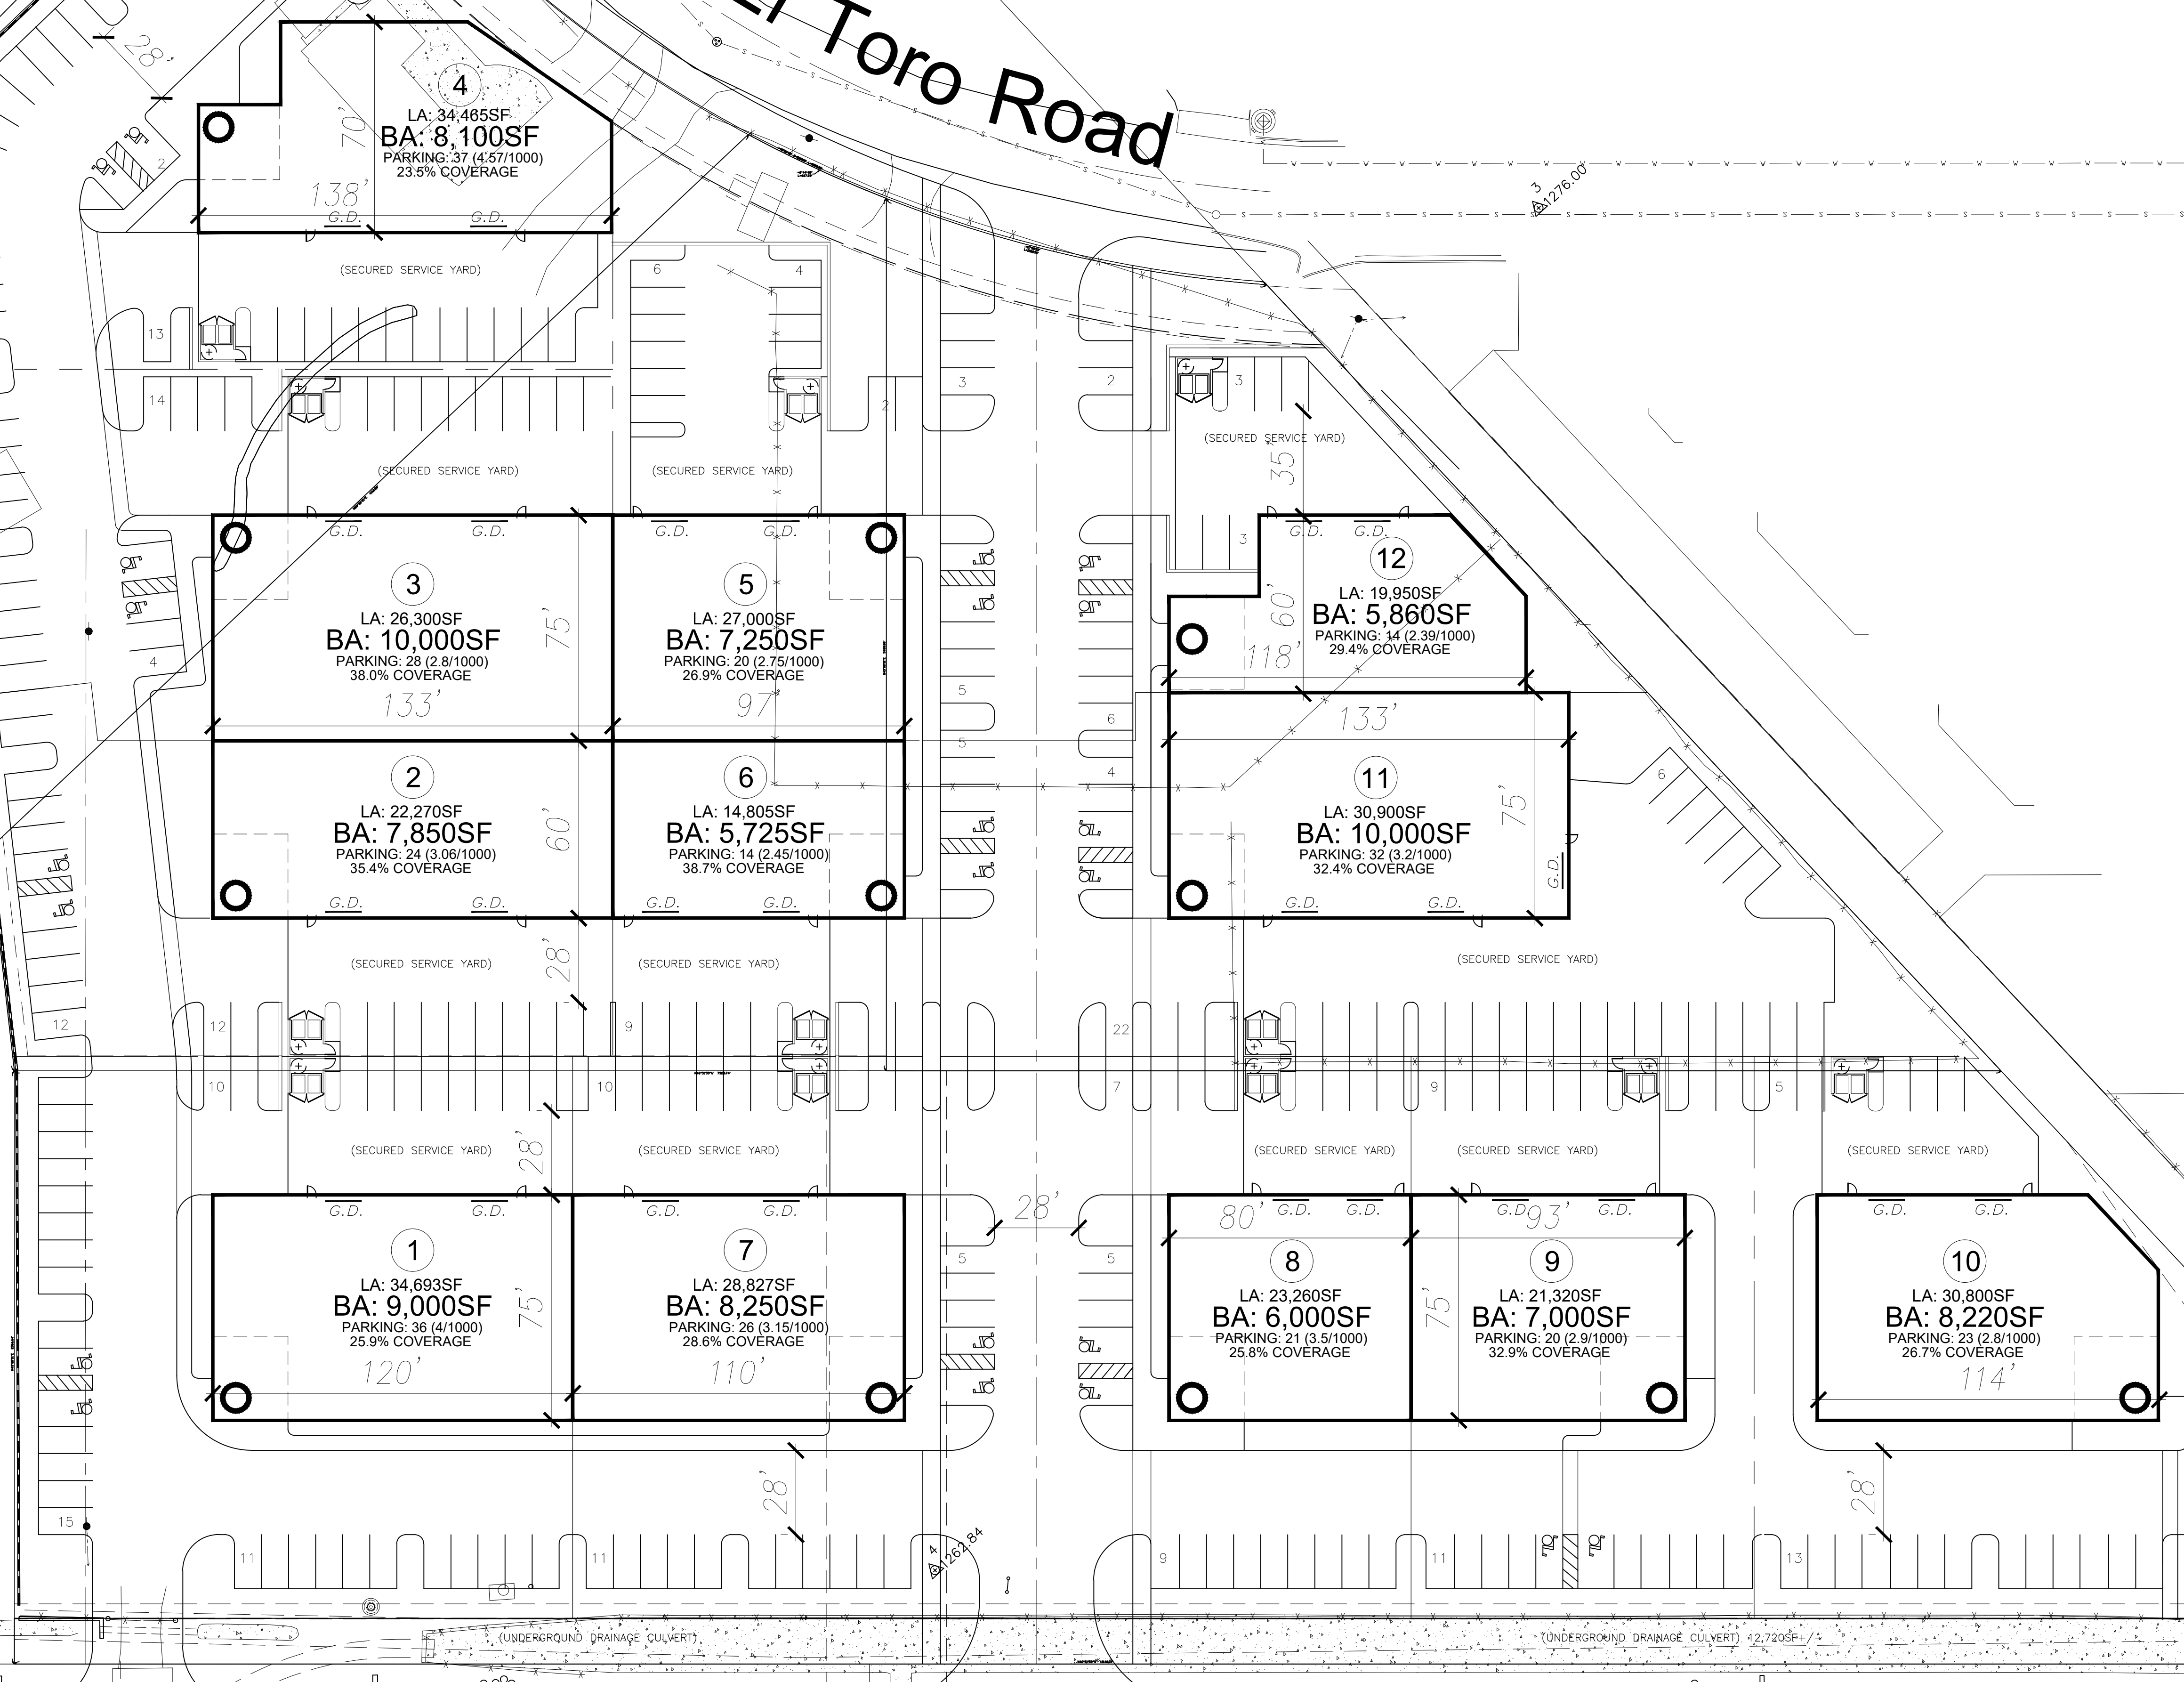 El Toro Road
28'
4
LA: 34,465SF
BA: 8,100SF
PARKING: 37 (4.57/1000)
23.5% COVERAGE
70'
138'
G.D.
G.D.
2
(SECURED SERVICE YARD)
3
1276.00
13
14
6
4
2
3
2
3
(SECURED SERVICE YARD)
(SECURED SERVICE YARD)
(SECURED SERVICE YARD)
35'
G.D.
G.D.
G.D.
G.D.
G.D.
G.D.
3
3
LA: 26,300SF
BA: 10,000SF
PARKING: 28 (2.8/1000)
38.0% COVERAGE
133'
75'
5
LA: 27,000SF
BA: 7,250SF
PARKING: 20 (2.75/1000)
26.9% COVERAGE
97'
12
LA: 19,950SF
BA: 5,860SF
PARKING: 14 (2.39/1000)
29.4% COVERAGE
60'
118'
4
5
5
6
4
2
LA: 22,270SF
BA: 7,850SF
PARKING: 24 (3.06/1000)
35.4% COVERAGE
60'
6
LA: 14,805SF
BA: 5,725SF
PARKING: 14 (2.45/1000)
38.7% COVERAGE
133'
11
LA: 30,900SF
BA: 10,000SF
PARKING: 32 (3.2/1000)
32.4% COVERAGE
75'
6
G.D.
G.D.
G.D.
G.D.
G.D.
G.D.
G.D.
G.D.
(SECURED SERVICE YARD)
28'
(SECURED SERVICE YARD)
(SECURED SERVICE YARD)
12
12
9
22
10
10
7
9
5
(SECURED SERVICE YARD)
28'
(SECURED SERVICE YARD)
(SECURED SERVICE YARD)
(SECURED SERVICE YARD)
(SECURED SERVICE YARD)
G.D.
G.D.
G.D.
G.D.
28'
80'
G.D.
G.D.
G.D.
93'
G.D.
G.D.
G.D.
1
LA: 34,693SF
BA: 9,000SF
PARKING: 36 (4/1000)
25.9% COVERAGE
120'
75'
7
LA: 28,827SF
BA: 8,250SF
PARKING: 26 (3.15/1000)
28.6% COVERAGE
110'
5
5
8
LA: 23,260SF
BA: 6,000SF
PARKING: 21 (3.5/1000)
25.8% COVERAGE
75'
9
LA: 21,320SF
BA: 7,000SF
PARKING: 20 (2.9/1000)
32.9% COVERAGE
10
LA: 30,800SF
BA: 8,220SF
PARKING: 23 (2.8/1000)
26.7% COVERAGE
114'
28'
28'
15
11
11
4
1262.84
9
11
13
(UNDERGROUND DRAINAGE CULVERT)
(UNDERGROUND DRAINAGE CULVERT) 12,720SF+/-